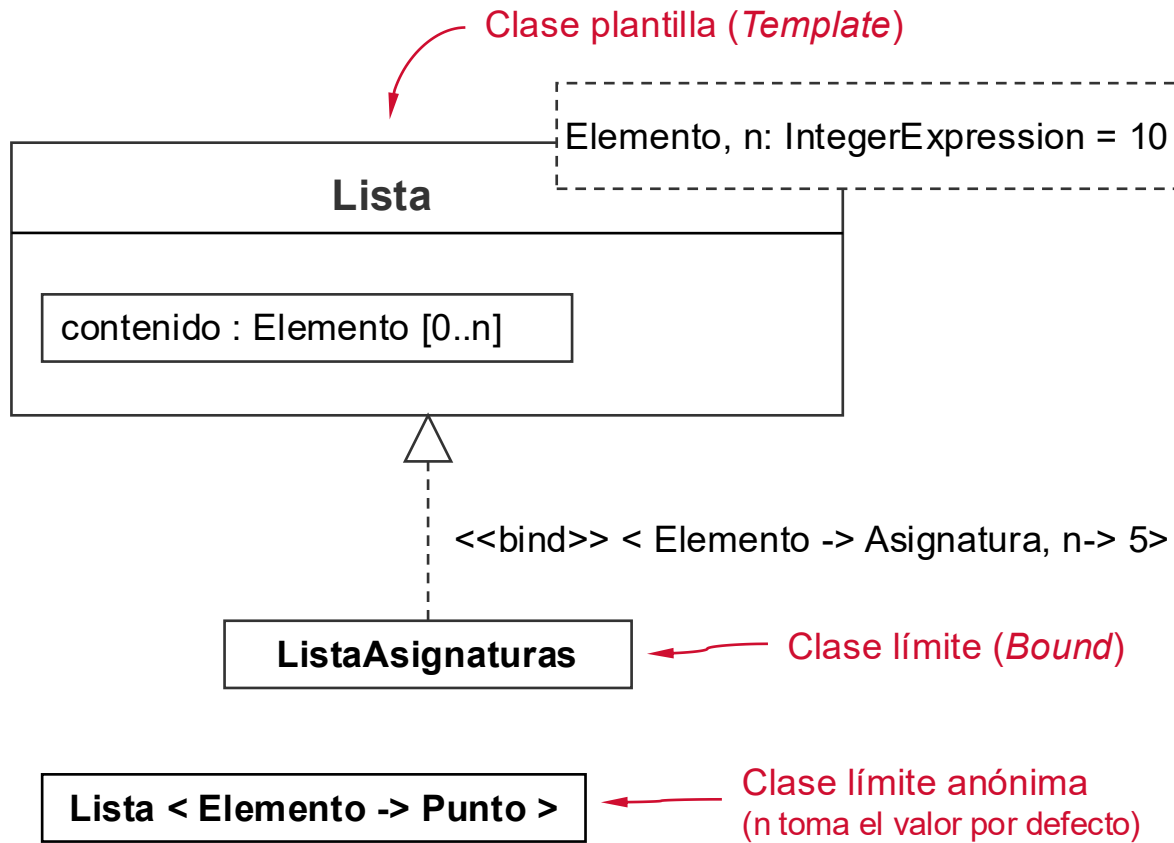 Clase plantilla (Template)
Elemento, n: IntegerExpression = 10
Lista
contenido : Elemento [0..n]
<<bind>> < Elemento -> Asignatura, n-> 5>
ListaAsignaturas
Clase límite (Bound)
Lista < Elemento -> Punto >
Clase límite anónima
(n toma el valor por defecto)